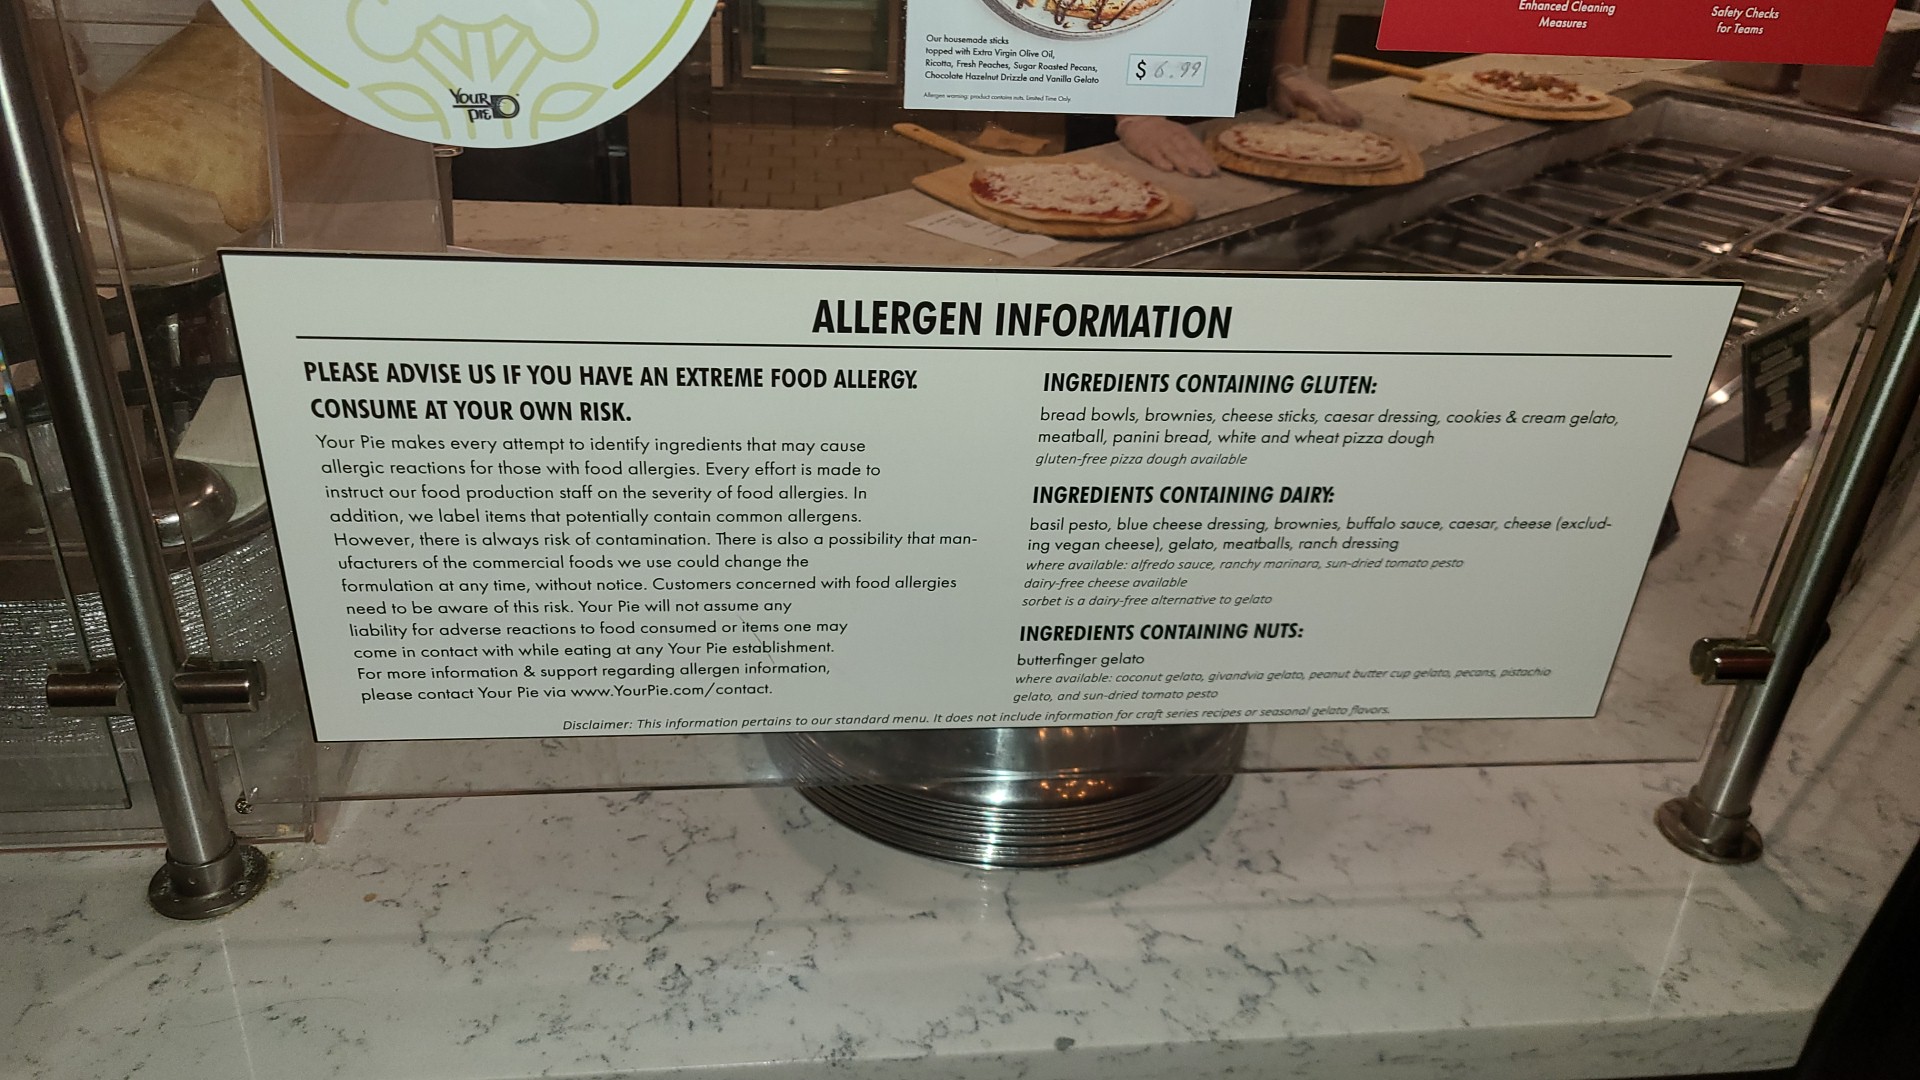 YOUR
PIE
Our housemade sticks
topped with Extra Virgin Olive Oil,
Ricotta, Fresh Peaches, Sugar Roasted Pecans,
Chocolate Hazelnut Drizzle and Vanilla Gelato
$ 6.99
Allergen warning: product contains nuts. Limited Time Only.
Enhanced Cleaning
Measures
Safety Checks
for Teams
ALLERGEN INFORMATION
PLEASE ADVISE US IF YOU HAVE AN EXTREME FOOD ALLERGY.
CONSUME AT YOUR OWN RISK.
Your Pie makes every attempt to identify ingredients that may cause
allergic reactions for those with food allergies. Every effort is made to
instruct our food production staff on the severity of food allergies. In
addition, we label items that potentially contain common allergens.
However, there is always risk of contamination. There is also a possibility that man-
ufacturers of the commercial foods we use could change the
formulation at any time, without notice. Customers concerned with food allergies
need to be aware of this risk. Your Pie will not assume any
liability for adverse reactions to food consumed or items one may
come in contact with while eating at any Your Pie establishment.
For more information & support regarding allergen information,
please contact Your Pie via www.YourPie.com/contact.
INGREDIENTS CONTAINING GLUTEN:
bread bowls, brownies, cheese sticks, caesar dressing, cookies & cream gelato,
meatball, panini bread, white and wheat pizza dough
gluten-free pizza dough available
INGREDIENTS CONTAINING DAIRY:
basil pesto, blue cheese dressing, brownies, buffalo sauce, caesar, cheese (exclud-
ing vegan cheese), gelato, meatballs, ranch dressing
where available: alfredo sauce, ranchy marinara, sun-dried tomato pesto
dairy-free cheese available
sorbet is a dairy-free alternative to gelato
INGREDIENTS CONTAINING NUTS:
butterfinger gelato
where available: coconut gelato, givandvia gelato, peanut butter cup gelato, pecans, pistachio
gelato, and sun-dried tomato pesto
Disclaimer: This information pertains to our standard menu. It does not include information for craft series recipes or seasonal gelato flavors.